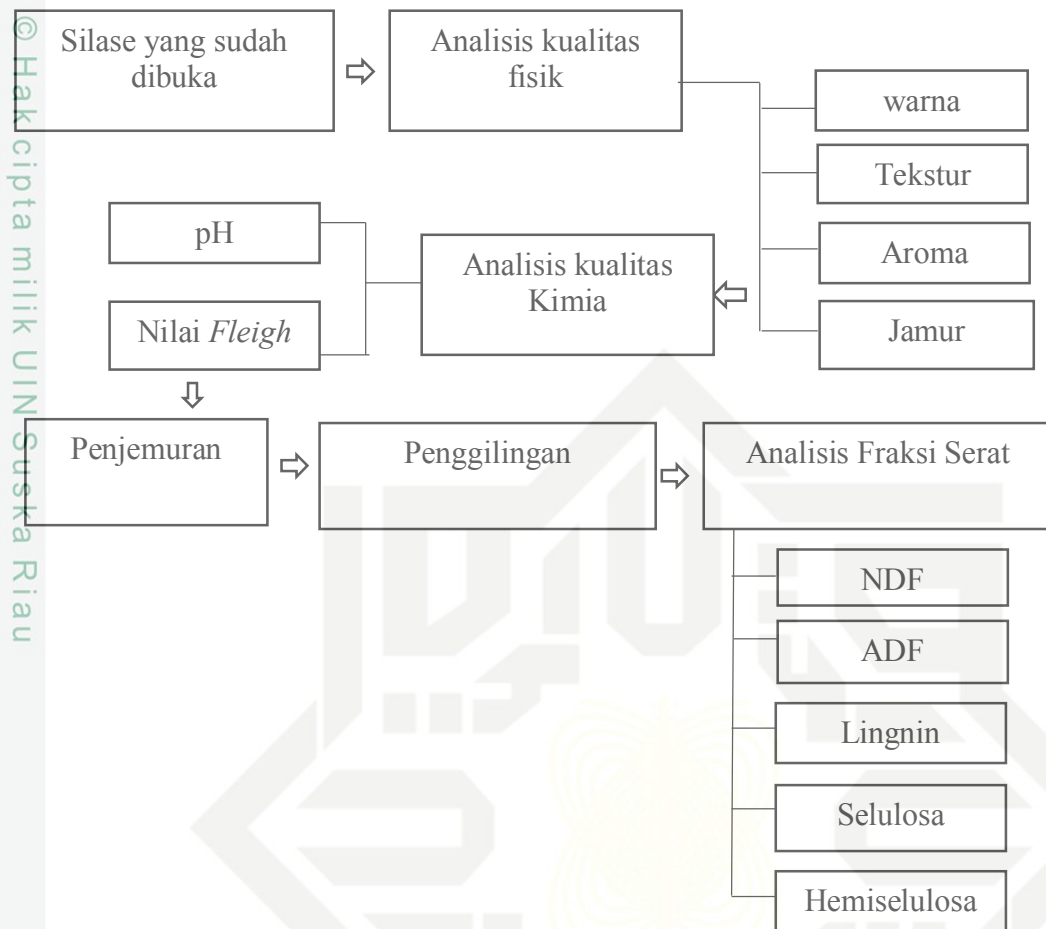 © Hak cipta milik UIN Suska Riau
Silase yang sudah
dibuka
Analisis kualitas
fisik
warna
Tekstur
Aroma
Jamur
Analisis kualitas
Kimia
pH
Nilai Fleigh
Penjemuran
Penggilingan
Analisis Fraksi Serat
NDF
ADF
Lingnin
Selulosa
Hemiselulosa